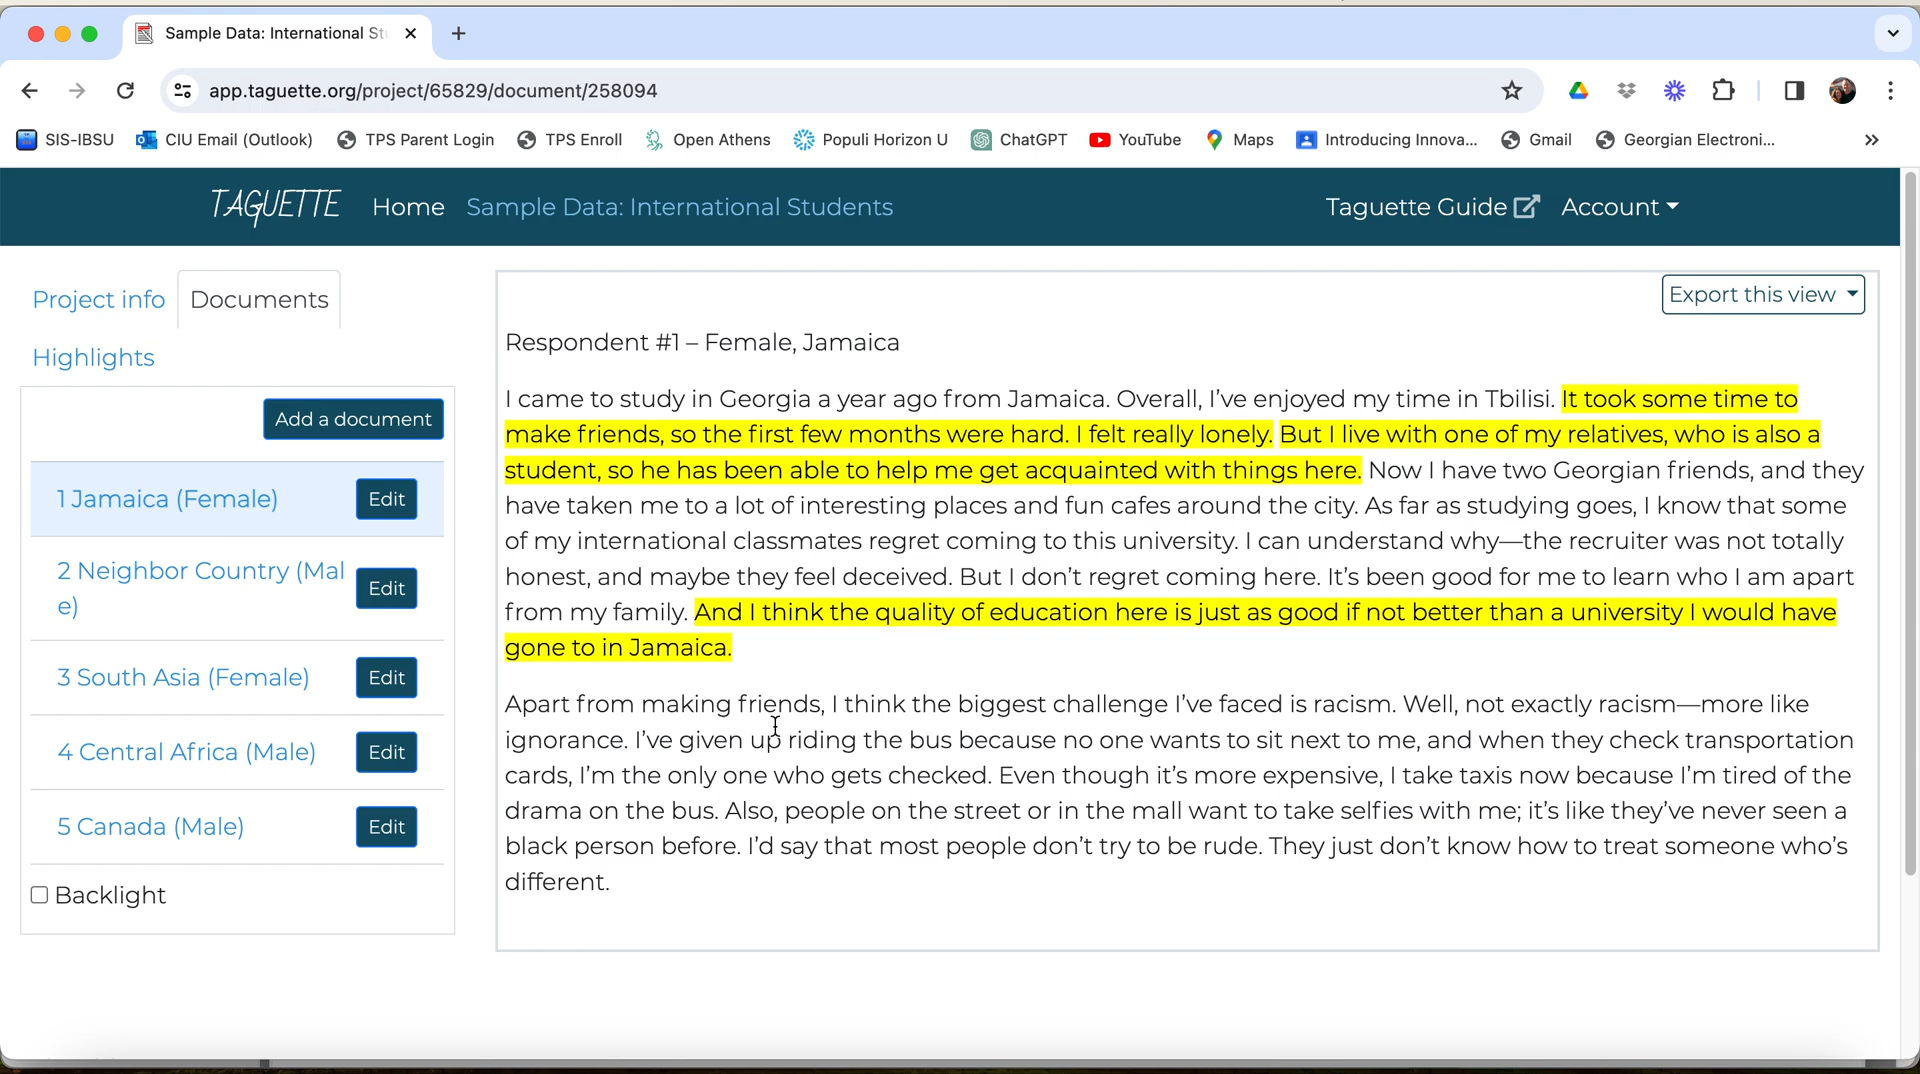 Sample Data: International St
app.taguette.org/project/65829/document/258094
SIS-IBSU CIU Email (Outlook) TPS Parent Login TPS Enroll Open Athens Populi Horizon U ChatGPT YouTube Maps Introducing Innova... Gmail Georgian Electroni...
TAGUETTE Home Sample Data: International Students Taguette Guide Account
Project info Documents
Highlights
Add a document
1 Jamaica (Female) Edit
2 Neighbor Country (Mal
e) Edit
3 South Asia (Female) Edit
4 Central Africa (Male) Edit
5 Canada (Male) Edit
Backlight
Export this view
Respondent #1 – Female, Jamaica
I came to study in Georgia a year ago from Jamaica. Overall, I’ve enjoyed my time in Tbilisi. It took some time to
make friends, so the first few months were hard. I felt really lonely. But I live with one of my relatives, who is also a
student, so he has been able to help me get acquainted with things here. Now I have two Georgian friends, and they
have taken me to a lot of interesting places and fun cafes around the city. As far as studying goes, I know that some
of my international classmates regret coming to this university. I can understand why—the recruiter was not totally
honest, and maybe they feel deceived. But I don’t regret coming here. It’s been good for me to learn who I am apart
from my family. And I think the quality of education here is just as good if not better than a university I would have
gone to in Jamaica.
Apart from making friends, I think the biggest challenge I’ve faced is racism. Well, not exactly racism—more like
ignorance. I’ve given up riding the bus because no one wants to sit next to me, and when they check transportation
cards, I’m the only one who gets checked. Even though it’s more expensive, I take taxis now because I’m tired of the
drama on the bus. Also, people on the street or in the mall want to take selfies with me; it’s like they’ve never seen a
black person before. I’d say that most people don’t try to be rude. They just don’t know how to treat someone who’s
different.